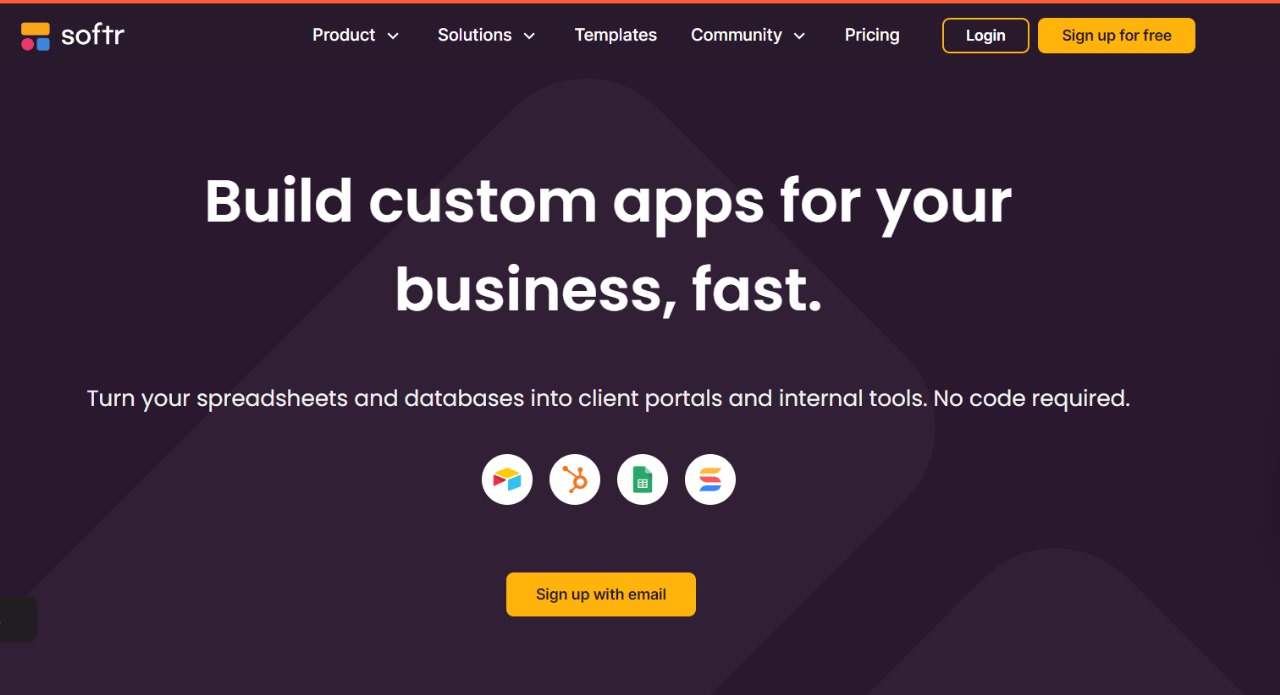 softr
Product
Solutions
Templates
Community
Pricing
Login
Sign up for free
Build custom apps for your
business, fast.
Turn your spreadsheets and databases into client portals and internal tools. No code required.
Sign up with email